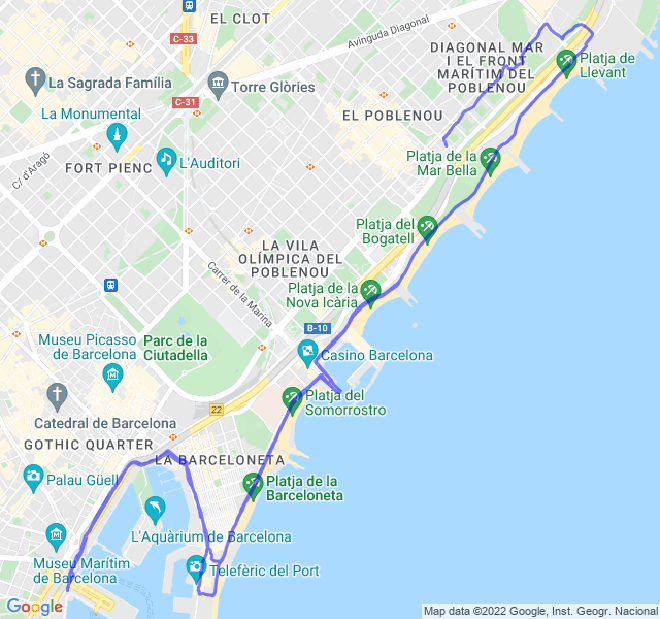 EL CLOT
C-33
Avinguda Diagonal
DIAGONAL MAR
I EL FRONT
MARÍTIM DEL
POBLENOU
Platja de
Llevant
La Sagrada Família
Torre Glòries
C-31
La Monumental
EL POBLENOU
L'Auditori
FORT PIENC
C/ d'Aragó
Platja de la
Mar Bella
Platja del
Bogatell
LA VILA
OLÍMPICA DEL
POBLENOU
Carrer de la Marina
Platja de la
Nova Icària
B-10
Museu Picasso
de Barcelona
Parc de la
Ciutadella
Casino Barcelona
Platja del
Somorrostro
22
Catedral de Barcelona
GOTHIC QUARTER
LA BARCELONETA
Palau Güell
Platja de la
Barceloneta
L'Aquàrium de Barcelona
Museu Marítim
de Barcelona
Telefèric del Port
Google
Map data ©2022 Google, Inst. Geogr. Nacional